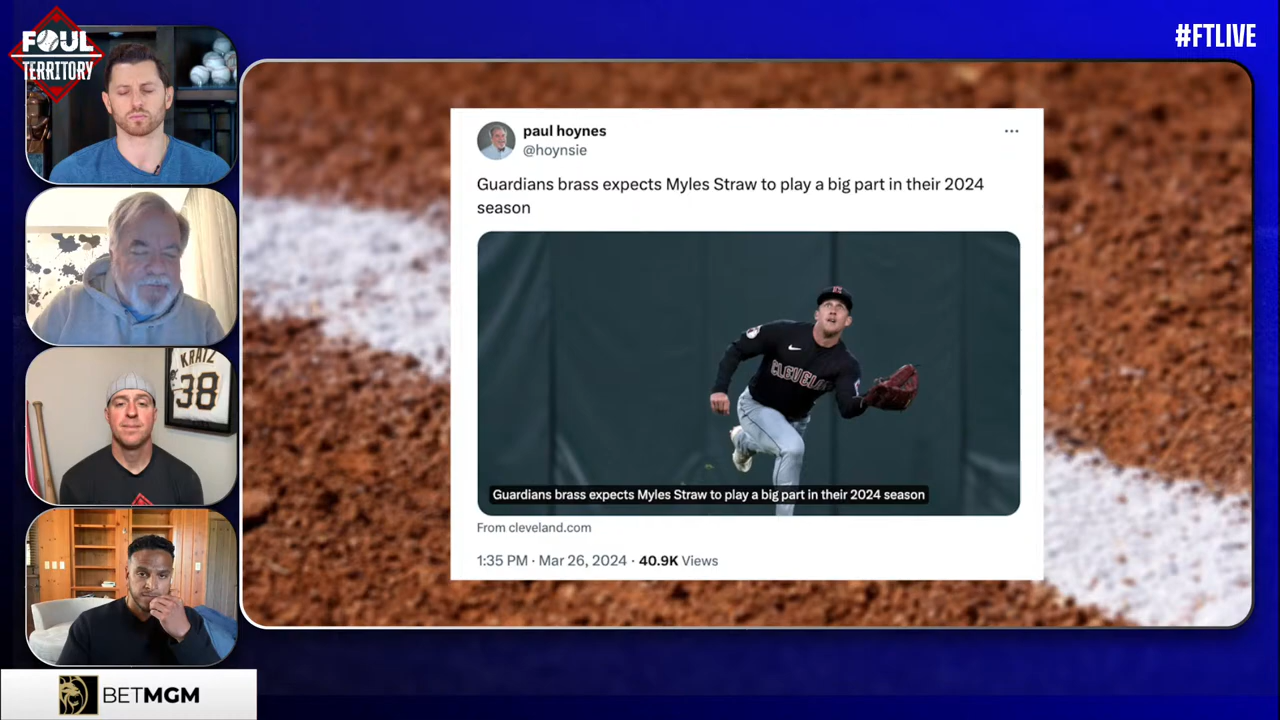 FOUL
TERRITORY
#FTLIVE
paul hoynes
@hoynsie
Guardians brass expects Myles Straw to play a big part in their 2024
season
CLEVELAND
Guardians brass expects Myles Straw to play a big part in their 2024 season
From cleveland.com
1:35 PM · Mar 26, 2024 · 40.9K Views
KRATZ
38
BETMGM